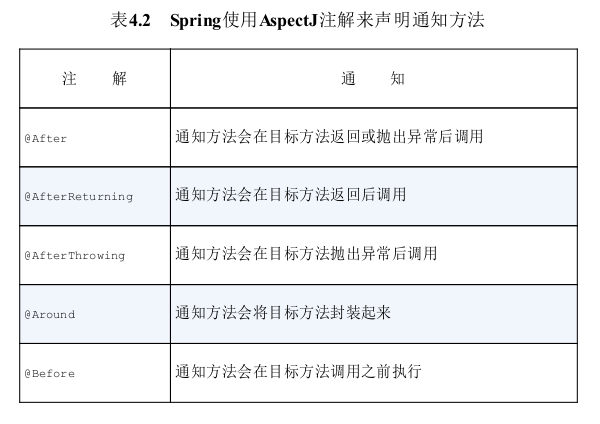 表4.2 Spring使用AspectJ注解来声明通知方法
注 解 通 知
@After 通知方法会在目标方法返回或抛出异常后调用
@AfterReturning 通知方法会在目标方法返回后调用
@AfterThrowing 通知方法会在目标方法抛出异常后调用
@Around 通知方法会将目标方法封装起来
@Before 通知方法会在目标方法调用之前执行